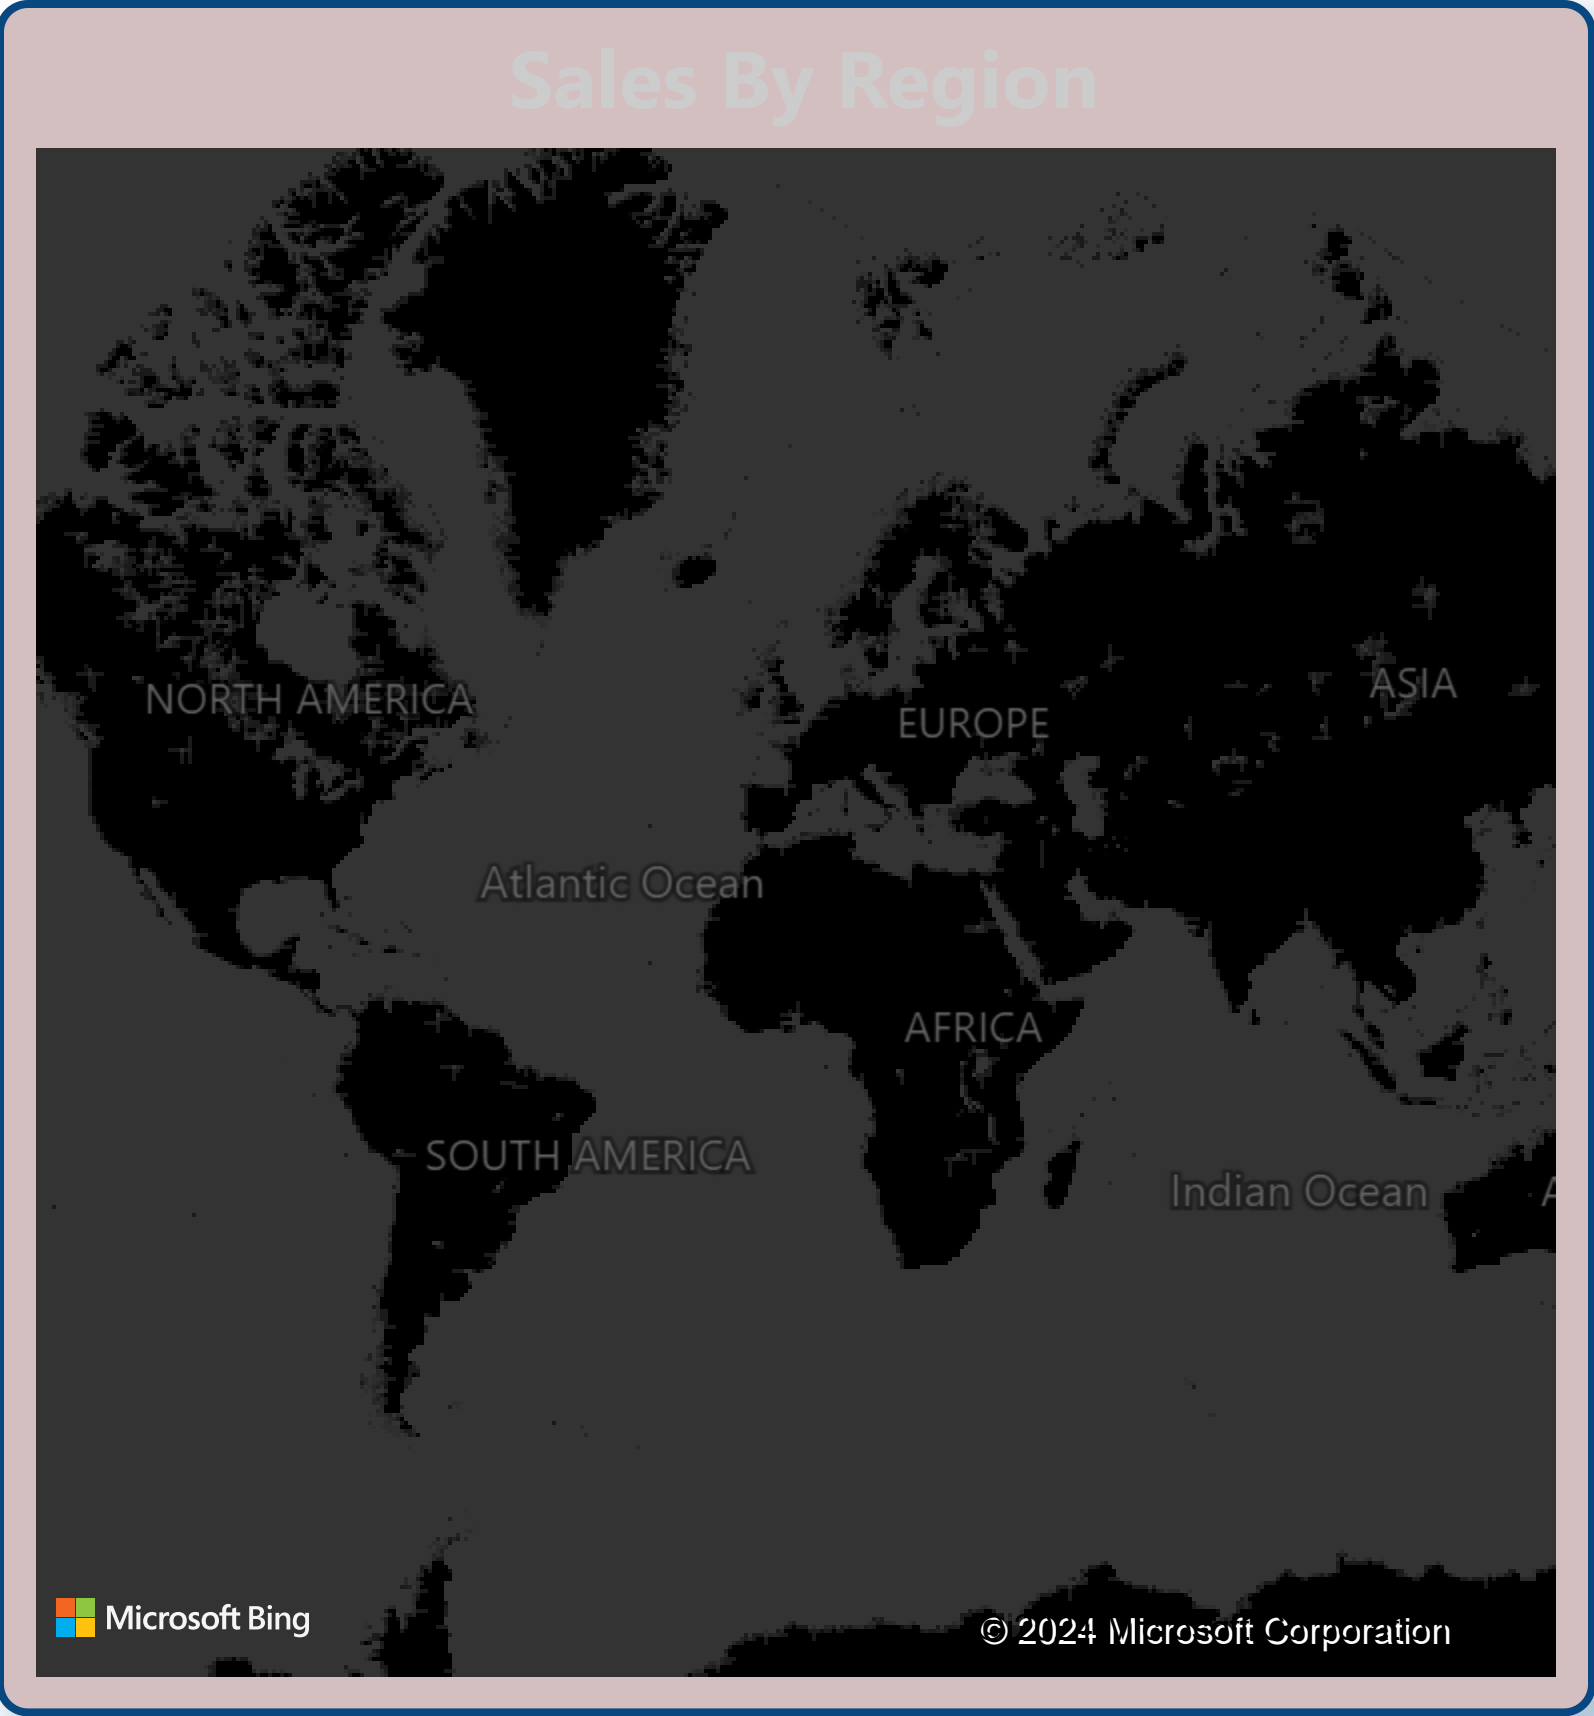 Sales By Region
NORTH AMERICA
ASIA
EUROPE
Atlantic Ocean
AFRICA
SOUTH AMERICA
Indian Ocean
Microsoft Bing
© 2024 Microsoft Corporation